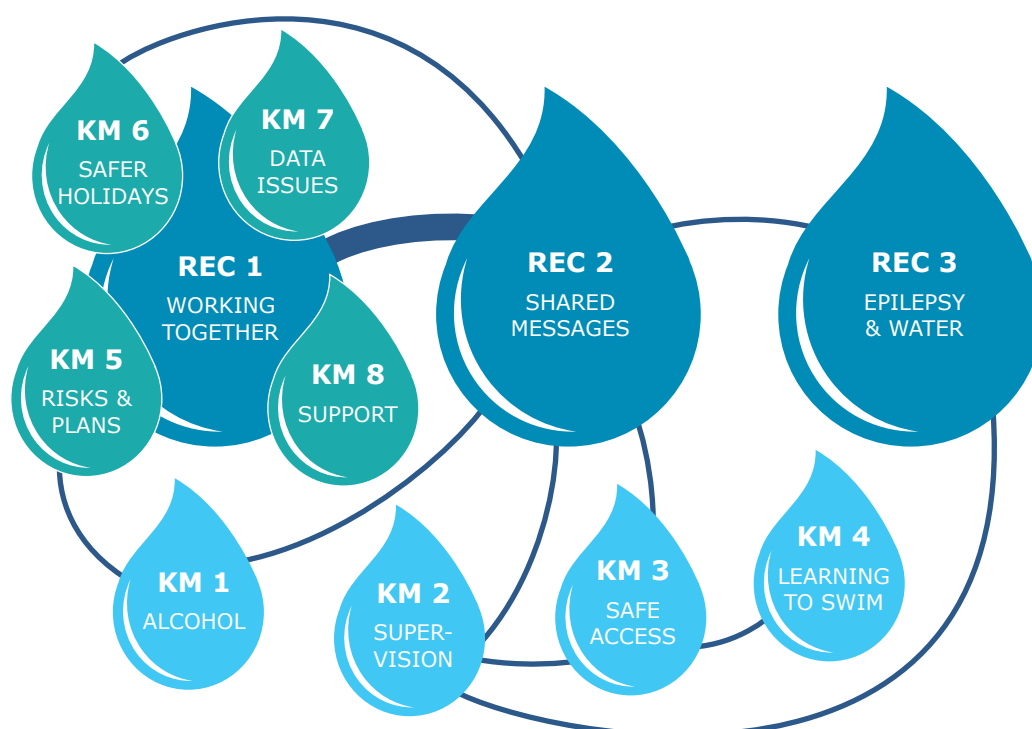 KM 6
SAFER
HOLIDAYS
KM 7
DATA
ISSUES
REC 1
WORKING
TOGETHER
REC 2
SHARED
MESSAGES
REC 3
EPILEPSY
& WATER
KM 5
RISKS &
PLANS
KM 8
SUPPORT
KM 1
ALCOHOL
KM 2
SUPER-
VISION
KM 3
SAFE
ACCESS
KM 4
LEARNING
TO SWIM